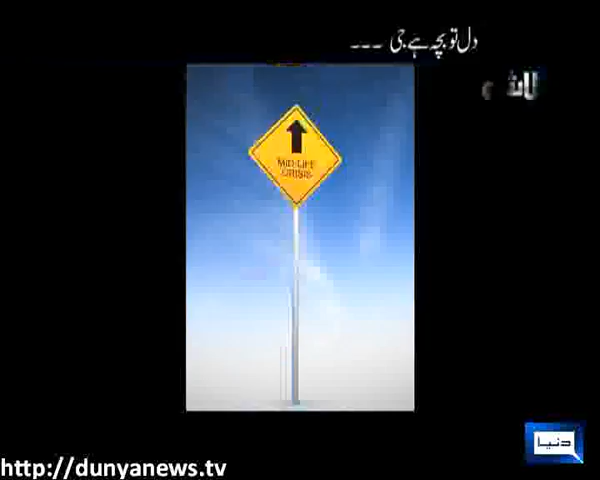 دل تو بچہ ہے جی ---
MID-LIFE
CRISIS
دنیا
http://dunyanews.tv